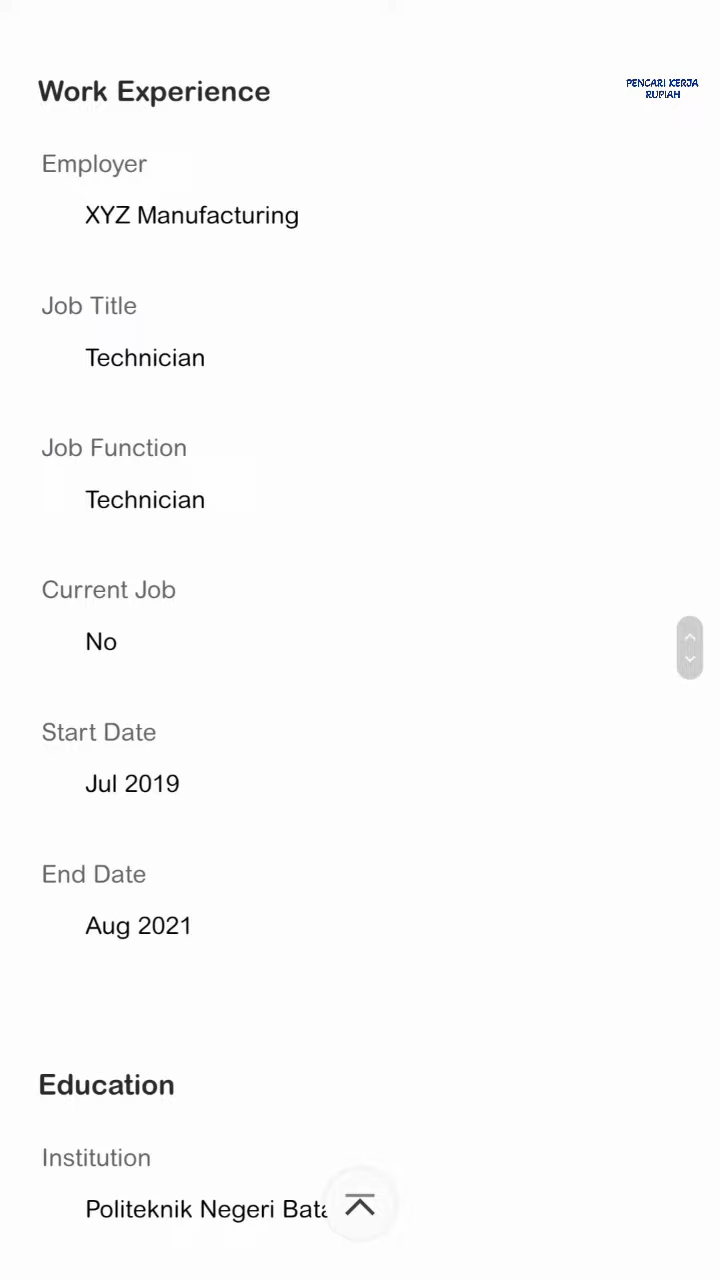 Work Experience
PENCARI KERJA
RUPIAH
Employer
XYZ Manufacturing
Job Title
Technician
Job Function
Technician
Current Job
No
Start Date
Jul 2019
End Date
Aug 2021
Education
Institution
Politeknik Negeri